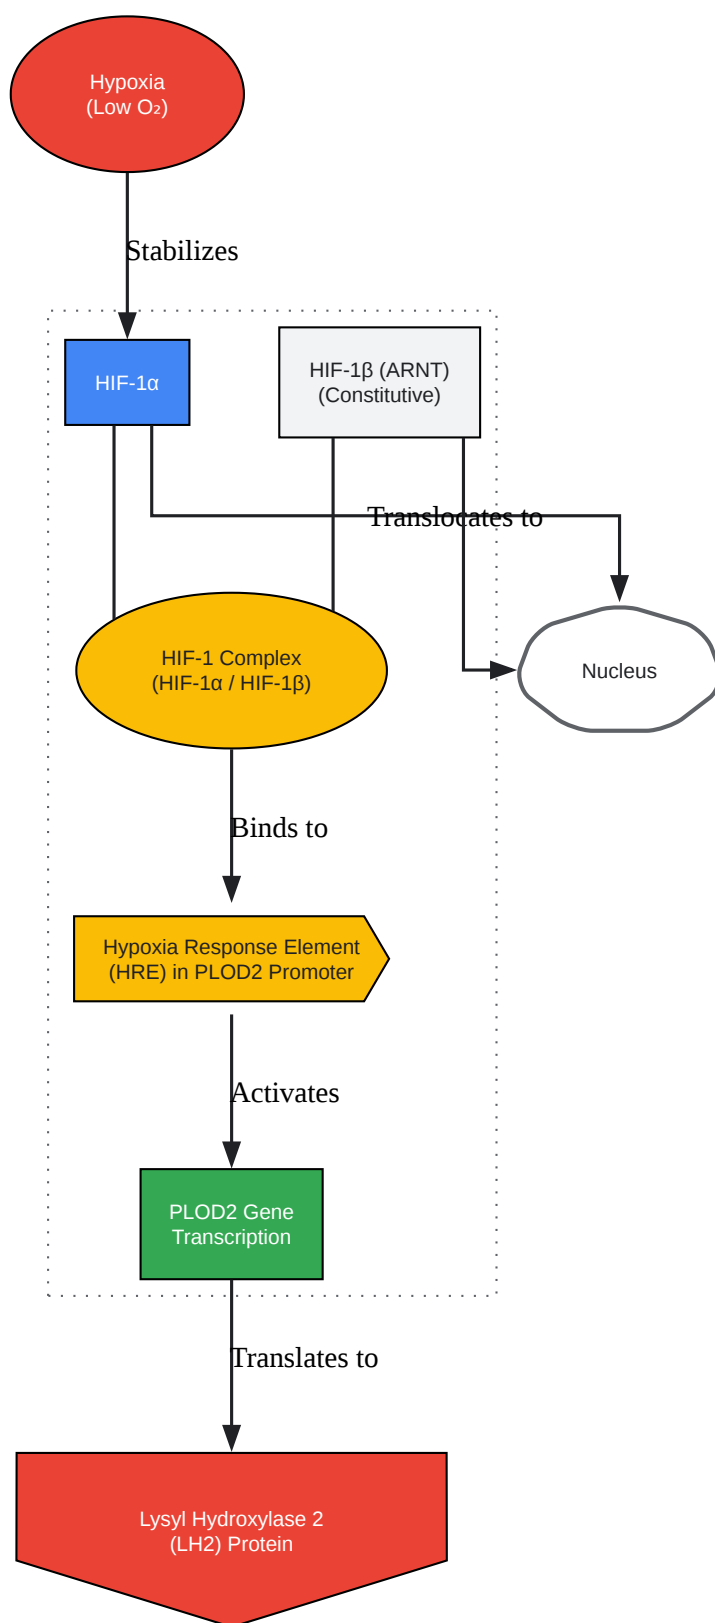 Hypoxia
(Low O₂)
Stabilizes
HIF-1α
HIF-1β (ARNT)
(Constitutive)
Translocates to
HIF-1 Complex
(HIF-1α / HIF-1β)
Nucleus
Binds to
Hypoxia Response Element
(HRE) in PLOD2 Promoter
Activates
PLOD2 Gene
Transcription
Translates to
Lysyl Hydroxylase 2
(LH2) Protein